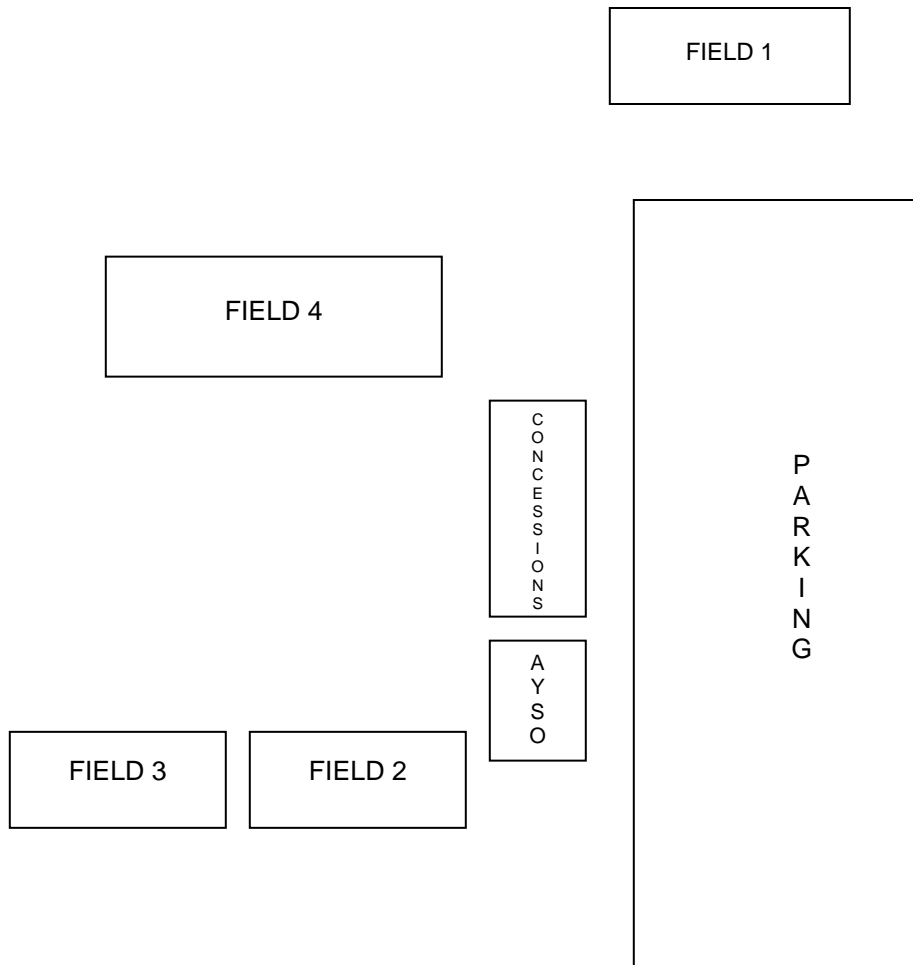 FIELD 1
FIELD 4
CONCESSIONS
PARKING
AYSO
FIELD 3
FIELD 2